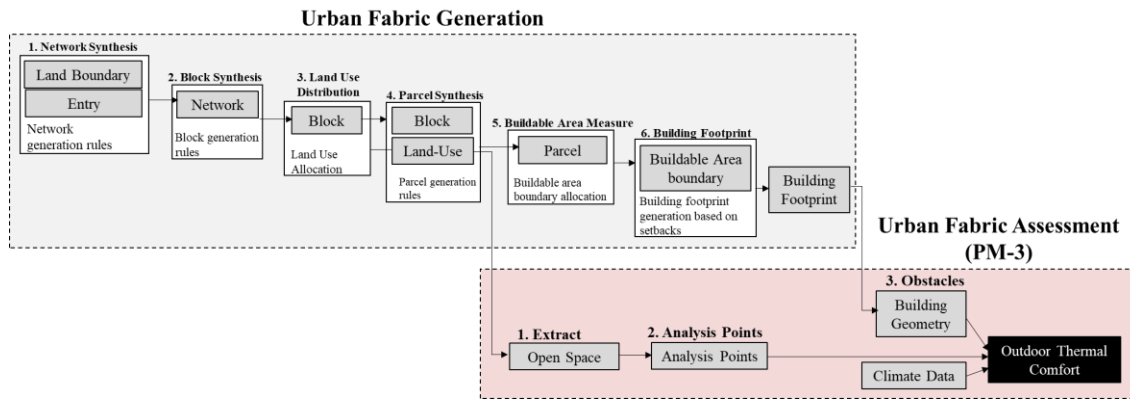 Urban Fabric Generation
1. Network Synthesis
Land Boundary
Entry
Network
generation rules
2. Block Synthesis
Network
Block generation
rules
3. Land Use
Distribution
Block
Land Use
Allocation
4. Parcel Synthesis
Block
Land-Use
Parcel generation
rules
5. Buildable Area Measure
Parcel
Buildable area
boundary allocation
6. Building Footprint
Buildable Area
boundary
Building footprint
generation based on
setbacks
Building
Footprint
Urban Fabric Assessment
(PM-3)
1. Extract
Open Space
2. Analysis Points
Analysis Points
3. Obstacles
Building
Geometry
Climate Data
Outdoor Thermal
Comfort